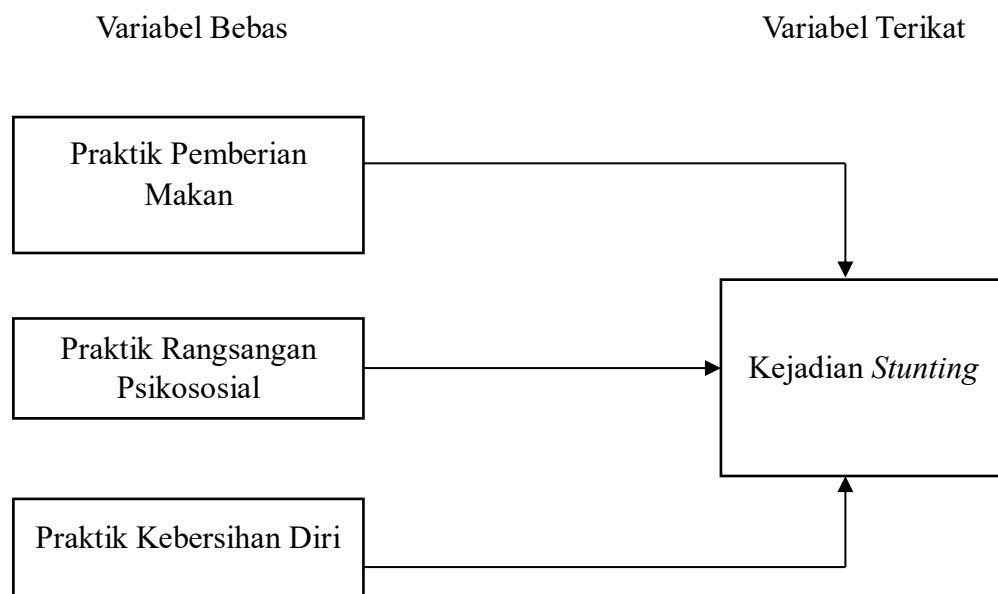 Variabel Bebas
Variabel Terikat
Praktik Pemberian
Makan
Praktik Rangsangan
Psikososial
Kejadian Stunting
Praktik Kebersihan Diri